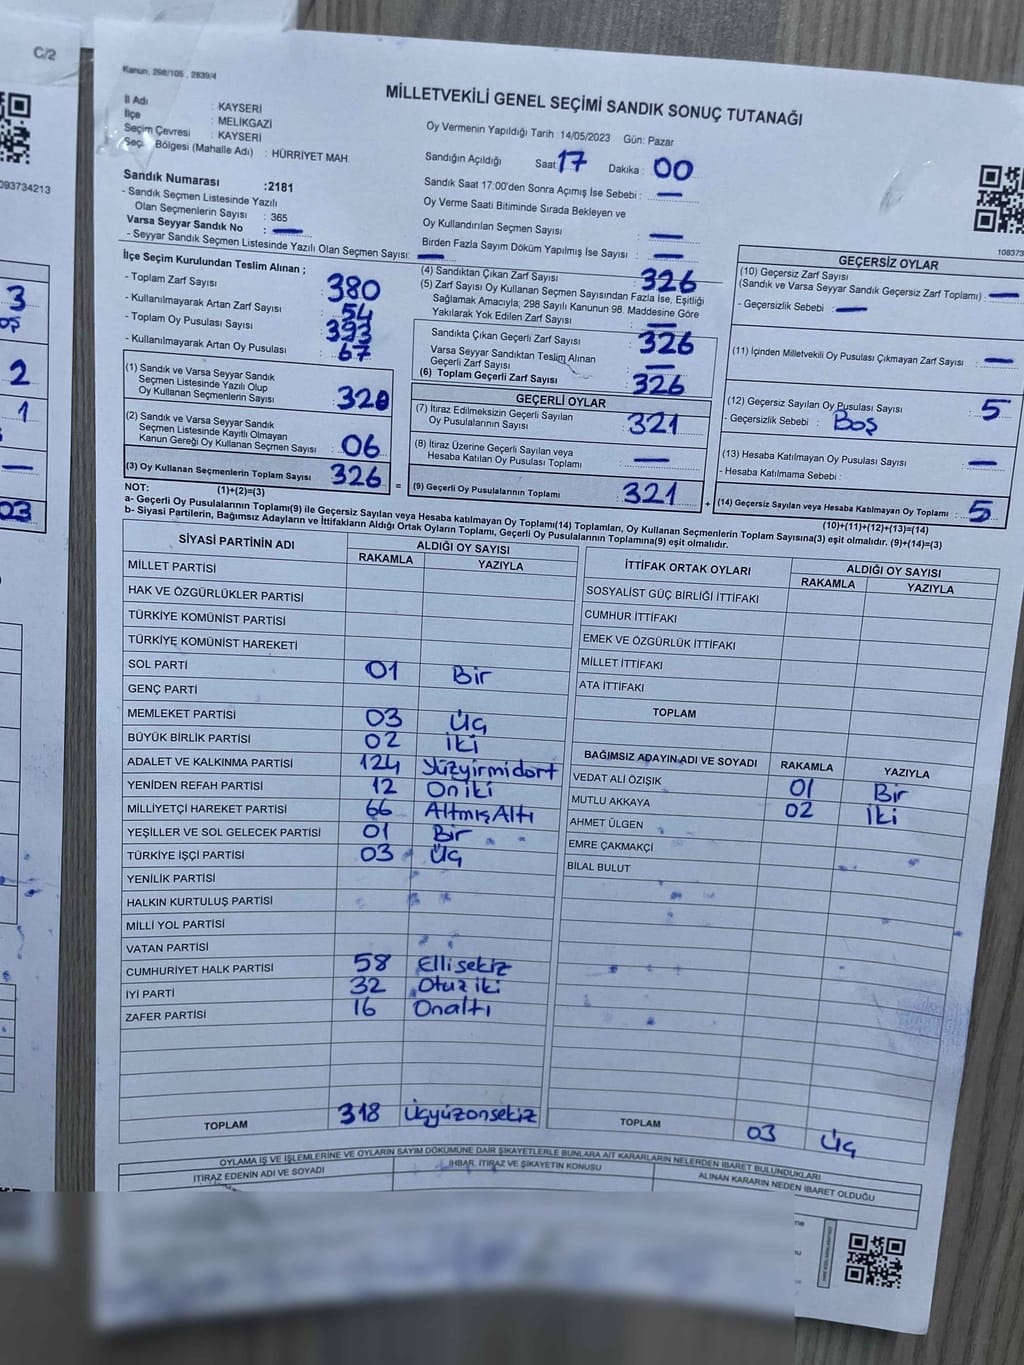 C/2
093734213
3
2
1
03
Kanun, 298/105 , 2839/4
MİLLETVEKİLİ GENEL SEÇİMİ SANDIK SONUÇ TUTANAĞI
İl Adı : KAYSERİ
İlçe : MELİKGAZİ
Seçim Çevresi : KAYSERİ
Seçi Bölgesi (Mahalle Adı) : HÜRRİYET MAH.
Sandık Numarası :2181
- Sandık Seçmen Listesinde Yazılı
Olan Seçmenlerin Sayısı : 365
Varsa Seyyar Sandık No : —
- Seyyar Sandık Seçmen Listesinde Yazılı Olan Seçmen Sayısı: —
Oy Vermenin Yapıldığı Tarih :14/05/2023 Gün: Pazar
Sandığın Açıldığı Saat: 17 Dakika : 00
Sandık Saat 17:00'den Sonra Açımış İse Sebebi : —
Oy Verme Saati Bitiminde Sırada Bekleyen ve
Oy Kullandırılan Seçmen Sayısı : —
Birden Fazla Sayım Döküm Yapılmış İse Sayısı : —
İlçe Seçim Kurulundan Teslim Alınan ;
- Toplam Zarf Sayısı : 380
- Kullanılmayarak Artan Zarf Sayısı : 54
- Toplam Oy Pusulası Sayısı : 393
- Kullanılmayarak Artan Oy Pusulası : 67
(1) Sandık ve Varsa Seyyar Sandık
Seçmen Listesinde Yazılı Olup
Oy Kullanan Seçmenlerin Sayısı : 320
(2) Sandık ve Varsa Seyyar Sandık
Seçmen Listesinde Kayıtlı Olmayan
Kanun Gereği Oy Kullanan Seçmen Sayısı : 06
(3) Oy Kullanan Seçmenlerin Toplam Sayısı : 326
(4) Sandıktan Çıkan Zarf Sayısı : 326
(5) Zarf Sayısı Oy Kullanan Seçmen Sayısından Fazla İse, Eşitliği
Sağlamak Amacıyla; 298 Sayılı Kanunun 98. Maddesine Göre
Yakılarak Yok Edilen Zarf Sayısı : —
Sandıkta Çıkan Geçerli Zarf Sayısı : 326
Varsa Seyyar Sandıktan Teslim Alınan
Geçerli Zarf Sayısı : —
(6) Toplam Geçerli Zarf Sayısı : 326
GEÇERLİ OYLAR
(7) İtiraz Edilmeksizin Geçerli Sayılan
Oy Pusulalarının Sayısı : 321
(8) İtiraz Üzerine Geçerli Sayılan veya
Hesaba Katılan Oy Pusulası Toplamı : —
= (9) Geçerli Oy Pusulalarının Toplamı : 321 +
108373
GEÇERSİZ OYLAR
(10) Geçersiz Zarf Sayısı
(Sandık ve Varsa Seyyar Sandık Geçersiz Zarf Toplamı) : —
- Geçersizlik Sebebi : —
(11) İçinden Milletvekili Oy Pusulası Çıkmayan Zarf Sayısı : —
(12) Geçersiz Sayılan Oy Pusulası Sayısı : 5
- Geçersizlik Sebebi : Boş
(13) Hesaba Katılmayan Oy Pusulası Sayısı : —
- Hesaba Katılmama Sebebi :
(14) Geçersiz Sayılan veya Hesaba Katılmayan Oy Toplamı : 5
NOT: (1)+(2)=(3)
(10)+(11)+(12)+(13)=(14)
a- Geçerli Oy Pusulaları Toplamı(9) ile Geçersiz Sayılan veya Hesaba katılmayan Oy Toplamı(14) Toplamları, Oy Kullanan Seçmenlerin Toplam Sayısına(3) eşit olmalıdır. (9)+(14)=(3)
b- Siyasi Partilerin, Bağımsız Adayların ve İttifakların Aldığı Ortak Oyların Toplamı, Geçerli Oy Pusulalarının Toplamına(9) eşit olmalıdır.
SİYASİ PARTİNİN ADI ALDIĞI OY SAYISI
RAKAMLA YAZIYLA
MİLLET PARTİSİ
HAK VE ÖZGÜRLÜKLER PARTİSİ
TÜRKİYE KOMÜNİST PARTİSİ
TÜRKİYE KOMÜNİST HAREKETİ
SOL PARTİ 01 Bir
GENÇ PARTİ
MEMLEKET PARTİSİ 03 Üç
BÜYÜK BİRLİK PARTİSİ 02 İki
ADALET VE KALKINMA PARTİSİ 124 Yüzyirmidört
YENİDEN REFAH PARTİSİ 12 Oniki
MİLLİYETÇİ HAREKET PARTİSİ 66 AltmışAltı
YEŞİLLER VE SOL GELECEK PARTİSİ 01 Bir
TÜRKİYE İŞÇİ PARTİSİ 03 Üç
YENİLİK PARTİSİ
HALKIN KURTULUŞ PARTİSİ
MİLLİ YOL PARTİSİ
VATAN PARTİSİ
CUMHURİYET HALK PARTİSİ 58 Ellisekiz
İYİ PARTİ 32 Otuziki
ZAFER PARTİSİ 16 Onaltı
TOPLAM 318 Üçyüzonsekiz
İTTİFAK ORTAK OYLARI ALDIĞI OY SAYISI
RAKAMLA YAZIYLA
SOSYALİST GÜÇ BİRLİĞİ İTTİFAKI
CUMHUR İTTİFAKI
EMEK VE ÖZGÜRLÜK İTTİFAKI
MİLLET İTTİFAKI
ATA İTTİFAKI
TOPLAM
BAĞIMSIZ ADAYIN ADI VE SOYADI RAKAMLA YAZIYLA
VEDAT ALİ ÖZIŞIK 01 Bir
MUTLU AKKAYA 02 İki
AHMET ÜLGEN
EMRE ÇAKMAKÇI
BİLAL BULUT
TOPLAM 03 Üç
OYLAMA İŞ VE İŞLEMLERİNE VE OYLARIN SAYIM DÖKÜMÜNE DAİR ŞİKAYETLERLE BUNLARA AİT KARARLARIN NELERDEN İBARET BULUNDUKLARI
İTİRAZ EDENİN ADI VE SOYADI İHBAR, İTİRAZ VE ŞİKAYETİN KONUSU ALINAN KARARIN NEDEN İBARET OLDUĞU